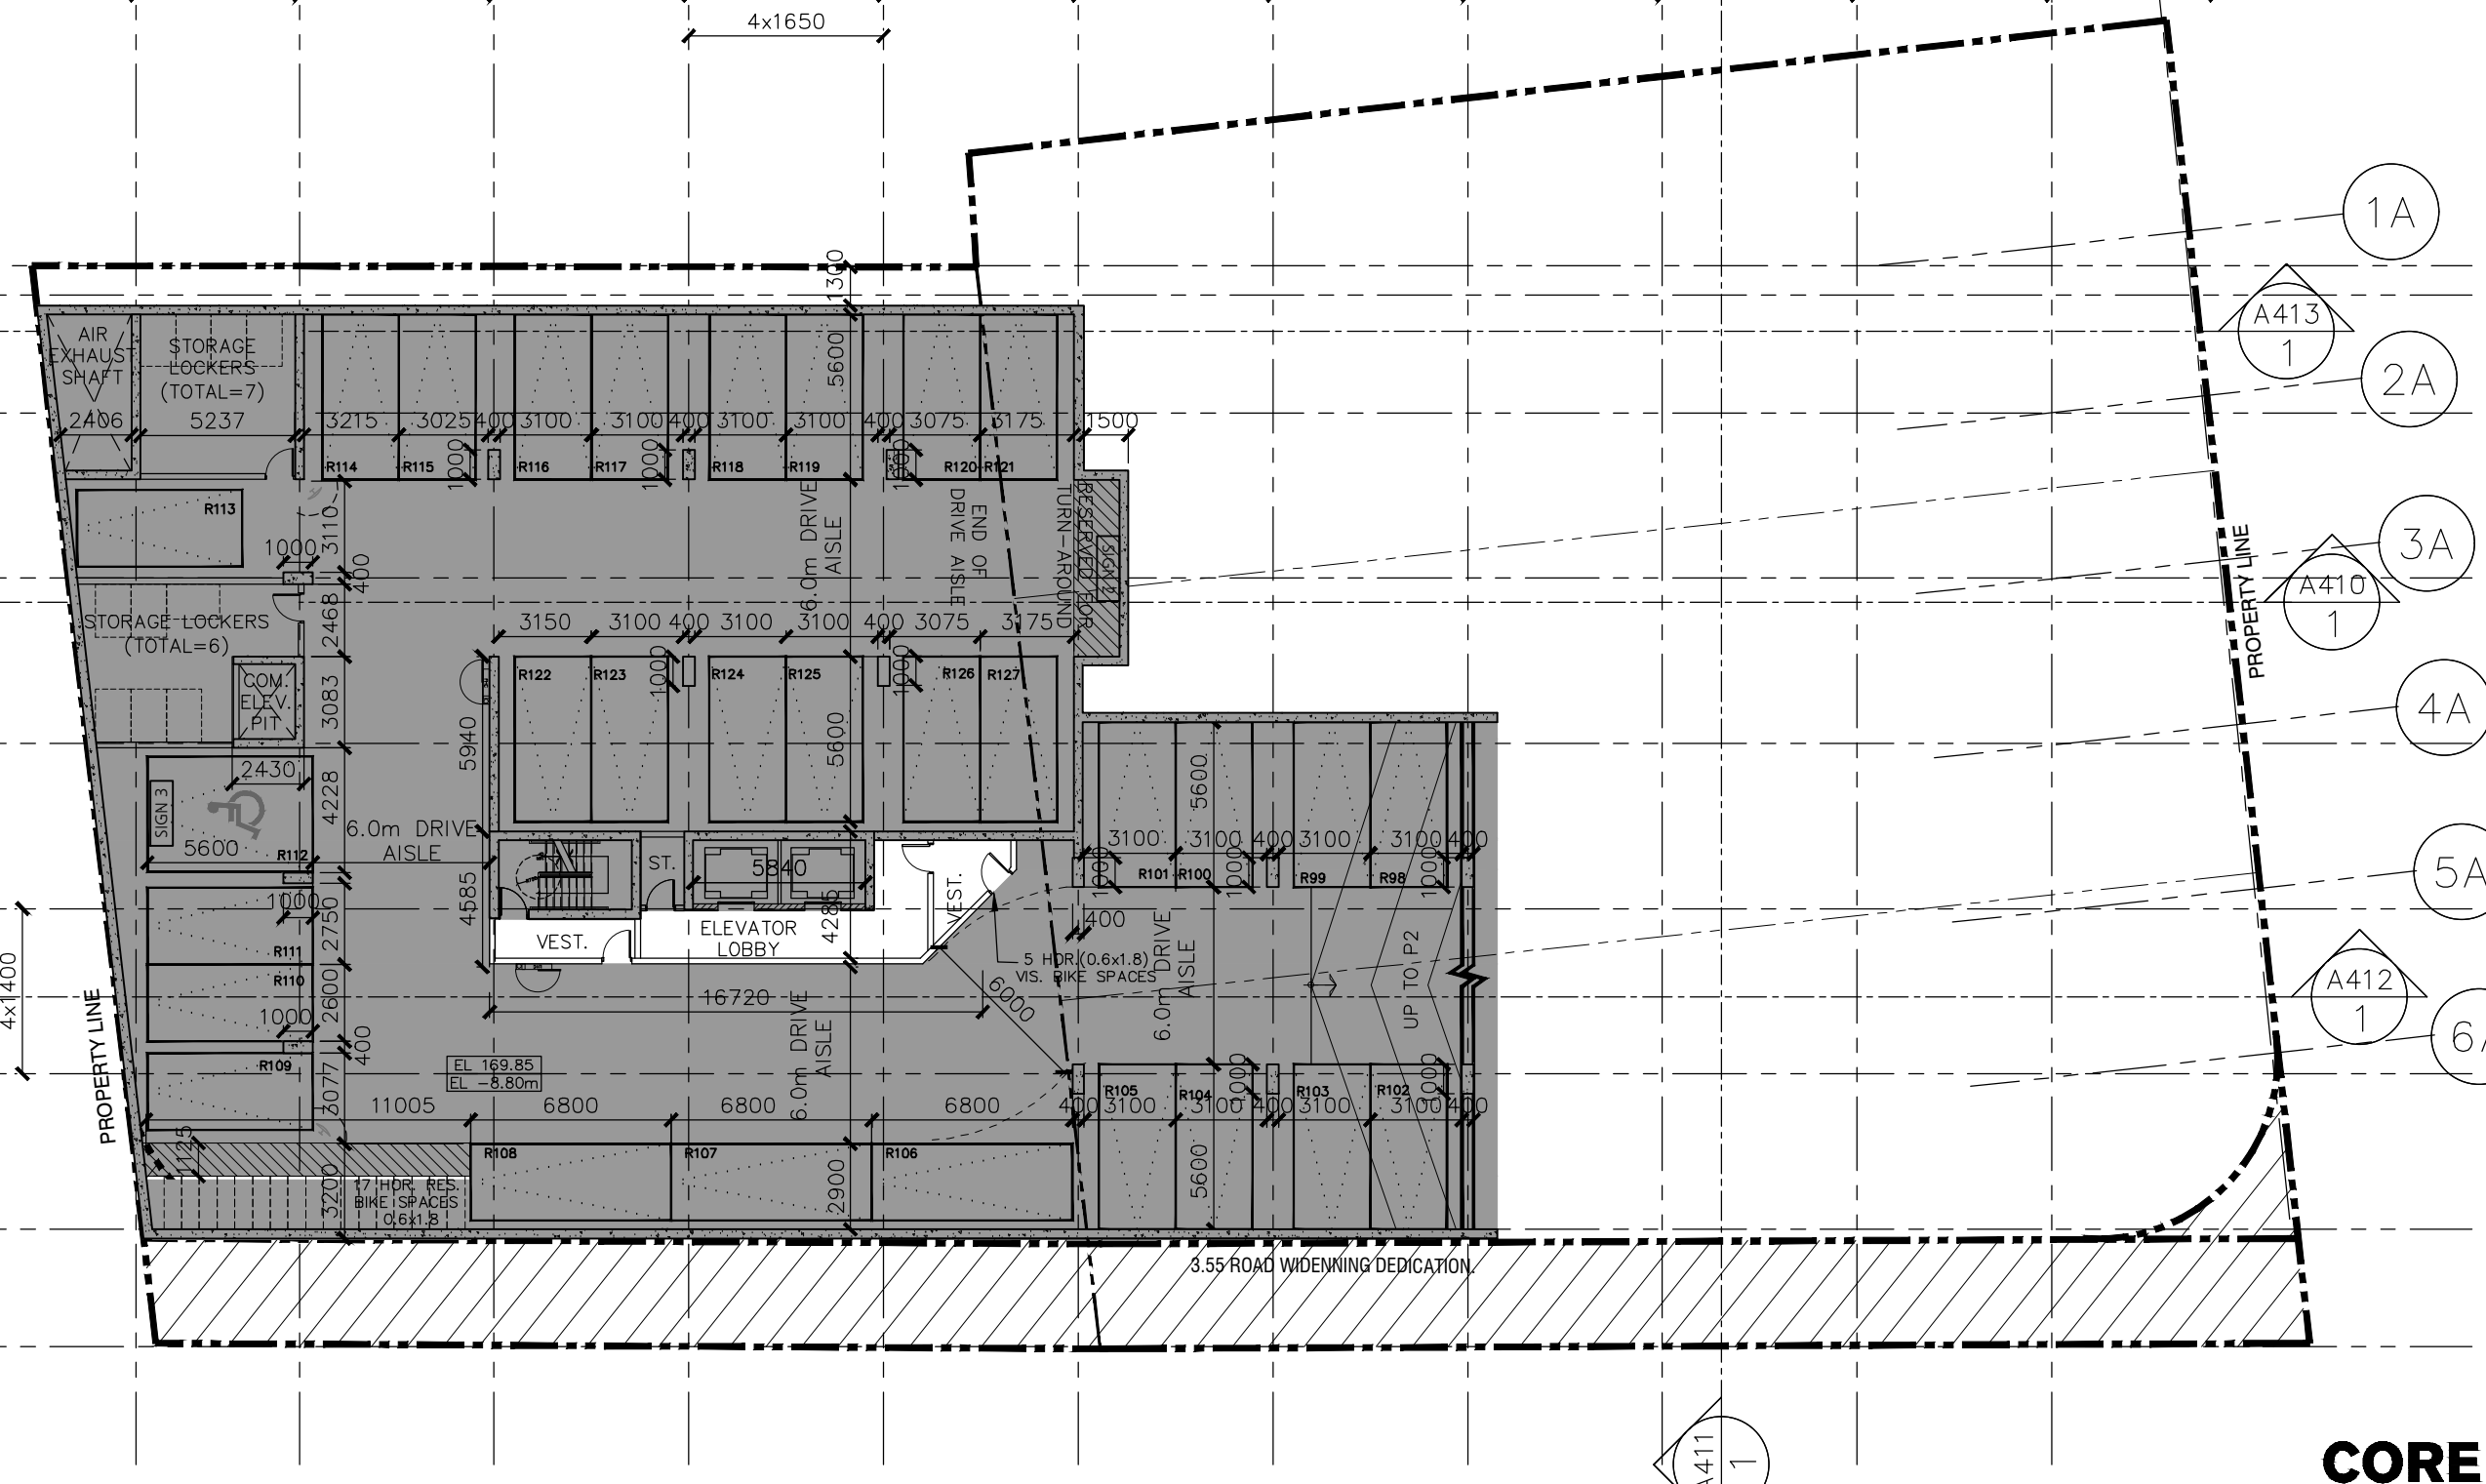 4x1650
1A
1300
A413
1
2A
AIR
EXHAUST
SHAFT
STORAGE
LOCKERS
(TOTAL=7)
5600
2406
5237
3215
3025
400
3100
3100
400
3100
3100
400
3075
3175
1500
R114
R115
1000
R116
R117
1000
R118
R119
1000
R120
R121
R113
3110
6.0m DRIVE
AISLE
END OF
DRIVE AISLE
RESERVED FOR
TURN-AROUND
PROPERTY LINE
3A
1000
400
A410
1
STORAGE LOCKERS
(TOTAL=6)
2468
3150
3100
400
3100
3100
400
3075
3175
COM.
ELEV.
PIT
3083
R122
R123
1000
R124
R125
1000
R126
R127
4A
5940
5600
5600
2430
SIGN 3
4228
6.0m DRIVE
AISLE
5600
R112
3100
3100
400
3100
3100
400
ST.
5840
1000
R101
R100
1000
R99
R98
1000
5A
1000
2750
4585
4285
VEST.
VEST.
ELEVATOR
LOBBY
400
R111
5 HOR.(0.6x1.8)
VIS. BIKE SPACES
6.0m DRIVE
AISLE
UP TO P2
A412
1
4x1400
R110
2600
16720
6000
PROPERTY LINE
1000
400
6.0m DRIVE
AISLE
R109
3077
EL 169.85
EL -8.80m
R105
R104
1000
R103
R102
1000
11005
6800
6800
6800
400
3100
3100
400
3100
3100
400
1125
R108
R107
R106
3200
17 HOR. RES.
BIKE SPACES
0.6x1.8
2900
5600
3.55 ROAD WIDENNING DEDICATION.
A411
1
CORE